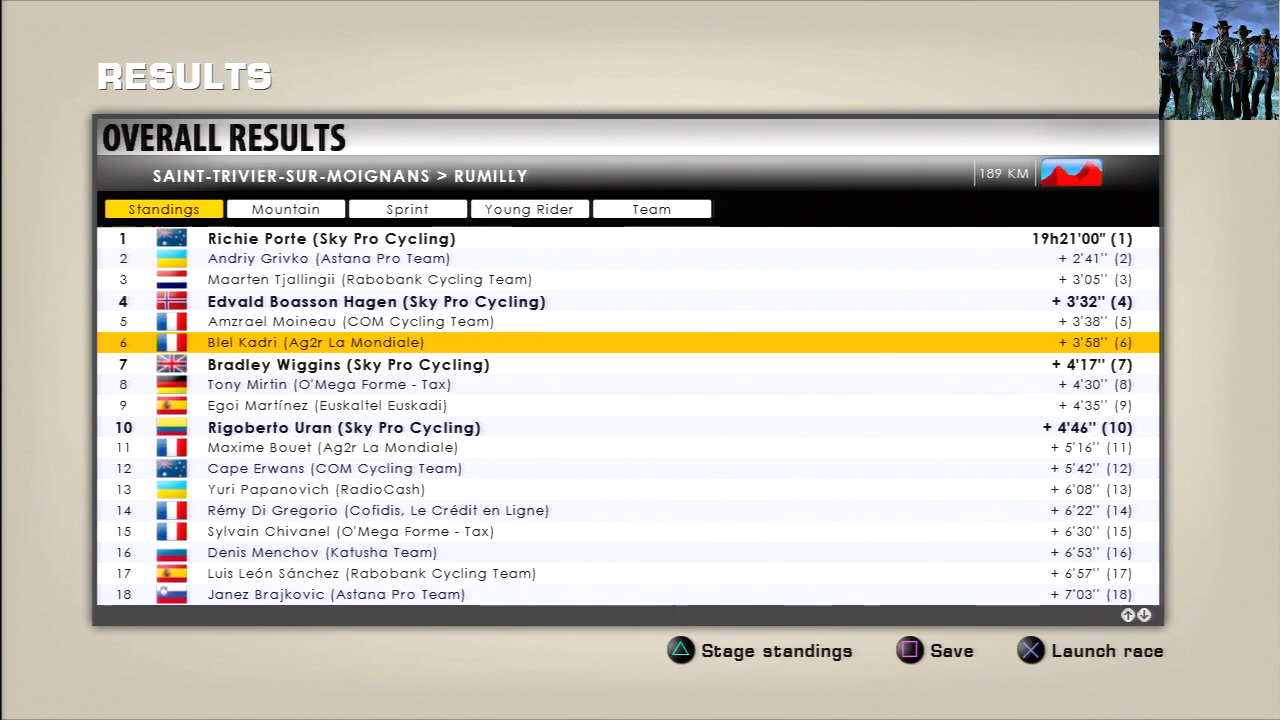 RESULTS
OVERALL RESULTS
SAINT-TRIVIER-SUR-MOIGNANS > RUMILLY 189 KM
Standings Mountain Sprint Young Rider Team
1 Richie Porte (Sky Pro Cycling) 19h21'00" (1)
2 Andriy Grivko (Astana Pro Team) + 2'41'' (2)
3 Maarten Tjallingii (Rabobank Cycling Team) + 3'05'' (3)
4 Edvald Boasson Hagen (Sky Pro Cycling) + 3'32'' (4)
5 Amzrael Moineau (COM Cycling Team) + 3'38'' (5)
6 Blel Kadri (Ag2r La Mondiale) + 3'58'' (6)
7 Bradley Wiggins (Sky Pro Cycling) + 4'17'' (7)
8 Tony Mirtin (O'Mega Forme - Tax) + 4'30'' (8)
9 Egoi Martínez (Euskaltel Euskadi) + 4'35'' (9)
10 Rigoberto Uran (Sky Pro Cycling) + 4'46'' (10)
11 Maxime Bouet (Ag2r La Mondiale) + 5'16'' (11)
12 Cape Erwans (COM Cycling Team) + 5'42'' (12)
13 Yuri Papanovich (RadioCash) + 6'08'' (13)
14 Rémy Di Gregorio (Cofidis, Le Crédit en Ligne) + 6'22'' (14)
15 Sylvain Chivanel (O'Mega Forme - Tax) + 6'30'' (15)
16 Denis Menchov (Katusha Team) + 6'53'' (16)
17 Luis León Sánchez (Rabobank Cycling Team) + 6'57'' (17)
18 Janez Brajkovic (Astana Pro Team) + 7'03'' (18)
Stage standings Save Launch race